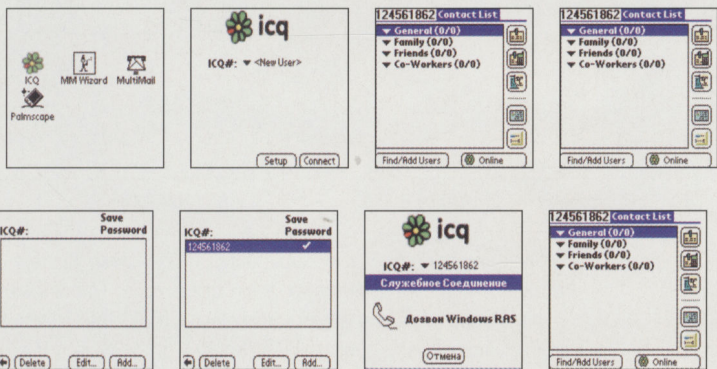 ICQ
MM Wizard
MultiMail
Palmscape
icq
ICQ#: <New User>
Setup
Connect
124561862 Contact List
General (0/0)
Family (0/0)
Friends (0/0)
Co-Workers (0/0)
Find/Add Users
Online
124561862 Contact List
General (0/0)
Family (0/0)
Friends (0/0)
Co-Workers (0/0)
Find/Add Users
Online
Save
ICQ#: Password
Delete
Edit...
Add...
Save
ICQ#: Password
124561862
Delete
Edit...
Add...
icq
ICQ#: 124561862
Служебное Соединение
Дозвон Windows RAS
Отмена
124561862 Contact List
General (0/0)
Family (0/0)
Friends (0/0)
Co-Workers (0/0)
Find/Add Users
Online